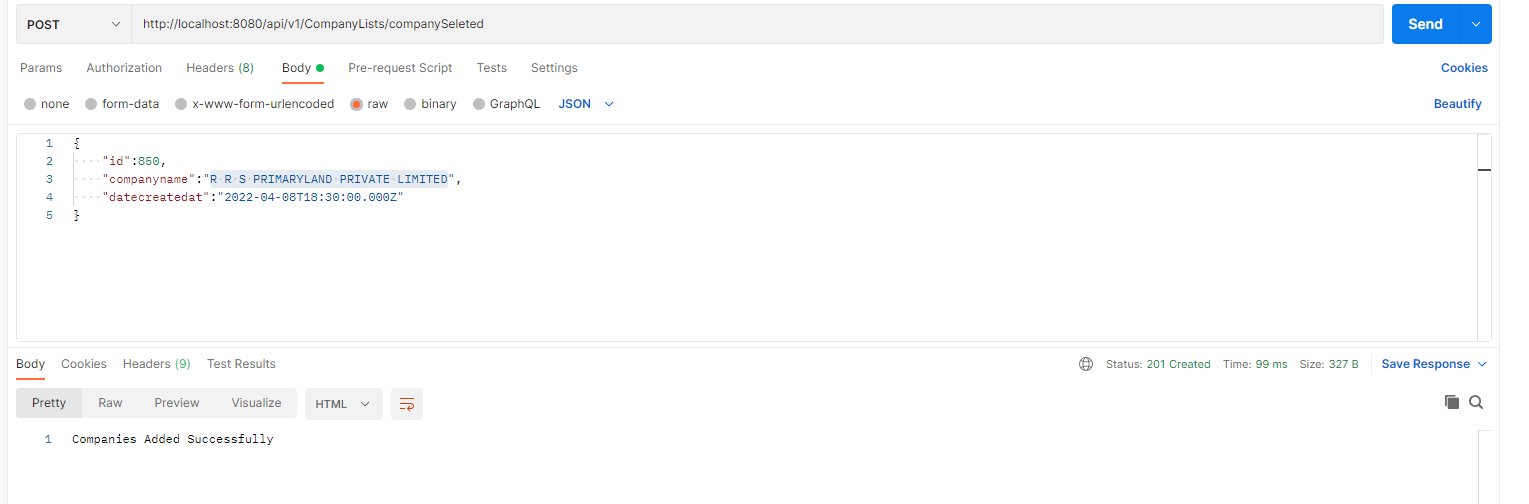 POST http://localhost:8080/api/v1/CompanyLists/companySeleted Send
Params Authorization Headers (8) Body Pre-request Script Tests Settings Cookies
none form-data x-www-form-urlencoded raw binary GraphQL JSON Beautify
1 {
2 ····"id":850,
3 ····"companyname":"R·R·S·PRIMARYLAND·PRIVATE·LIMITED",
4 ····"datecreatedat":"2022-04-08T18:30:00.000Z"
5 }
Body Cookies Headers (9) Test Results Status: 201 Created Time: 99 ms Size: 327 B Save Response
Pretty Raw Preview Visualize HTML
1 Companies Added Successfully